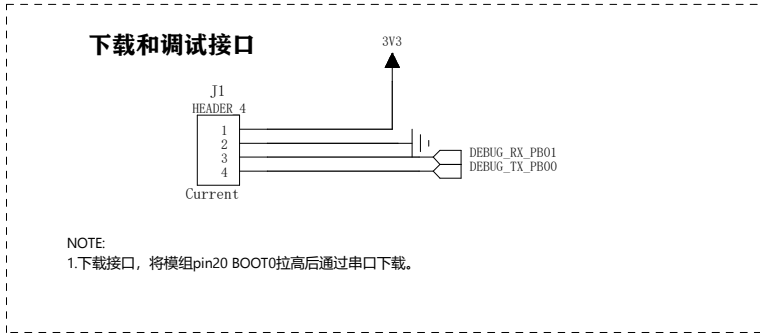 下载和调试接口
3V3
J1
HEADER_4
1
2
3
4
DEBUG_RX_PB01
DEBUG_TX_PB00
Current
NOTE:
1.下载接口，将模组pin20 BOOT0拉高后通过串口下载。